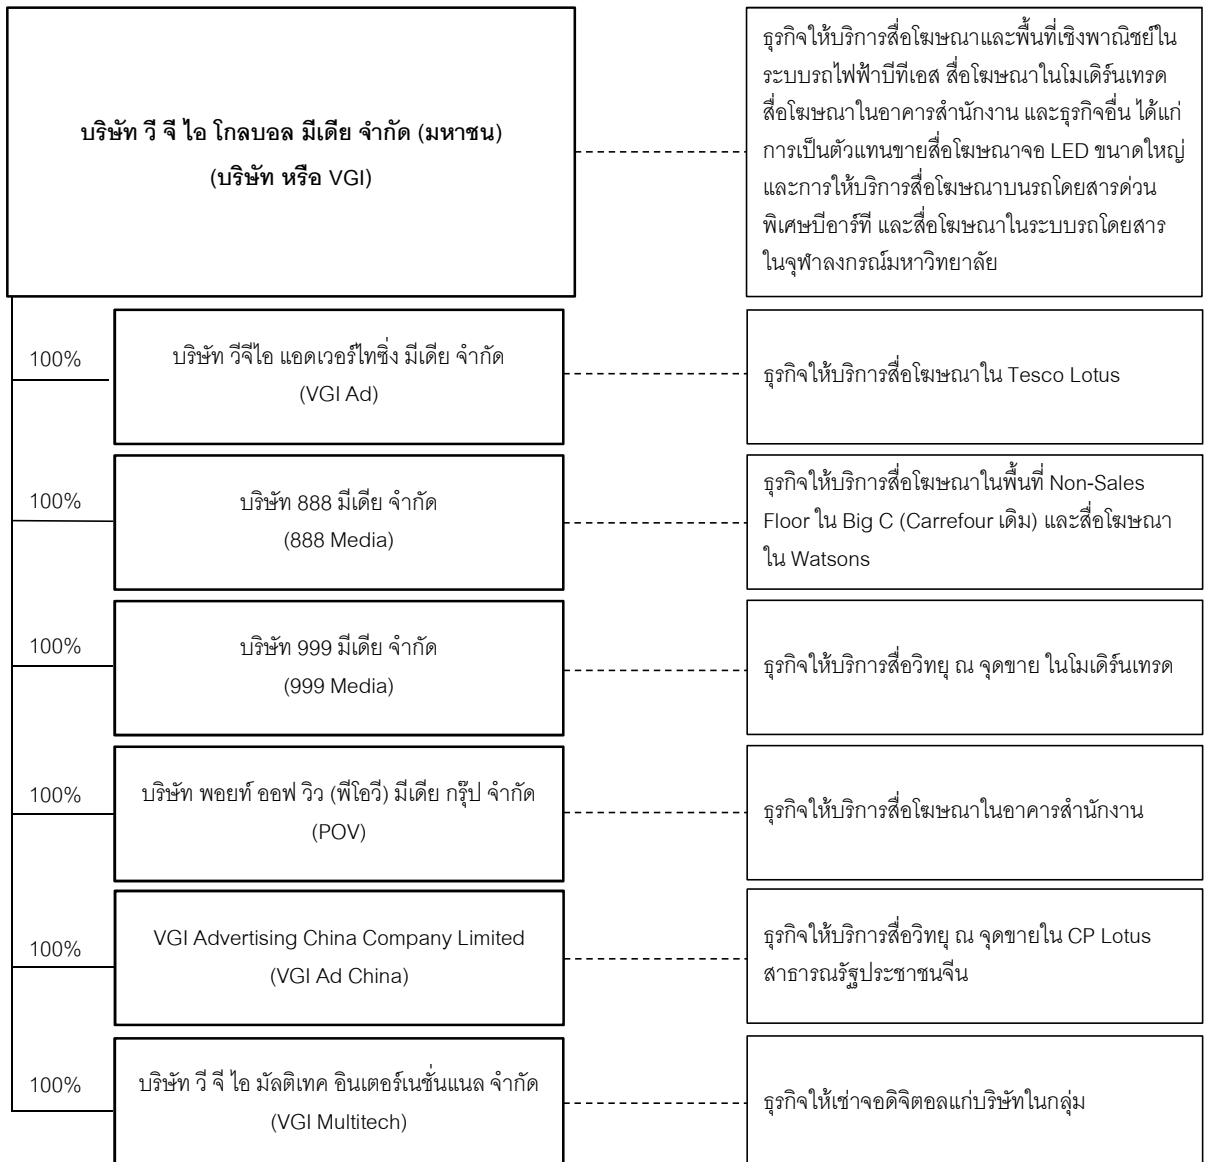 บริษัท วี จี ไอ โกลบอล มีเดีย จำกัด (มหาชน)
(บริษัท หรือ VGI)
ธุรกิจให้บริการสื่อโฆษณาและพื้นที่เชิงพาณิชย์ใน
ระบบรถไฟฟ้าบีทีเอส สื่อโฆษณาในโมเดิร์นเทรด
สื่อโฆษณาในอาคารสำนักงาน และธุรกิจอื่น ได้แก่
การเป็นตัวแทนขายสื่อโฆษณาจอ LED ขนาดใหญ่
และการให้บริการสื่อโฆษณาบนรถโดยสารด่วน
พิเศษบีอาร์ที และสื่อโฆษณาในระบบรถโดยสาร
ในจุฬาลงกรณ์มหาวิทยาลัย
100%
บริษัท วีจีไอ แอดเวอร์ไทซิ่ง มีเดีย จำกัด
(VGI Ad)
ธุรกิจให้บริการสื่อโฆษณาใน Tesco Lotus
100%
บริษัท 888 มีเดีย จำกัด
(888 Media)
ธุรกิจให้บริการสื่อโฆษณาในพื้นที่ Non-Sales
Floor ใน Big C (Carrefour เดิม) และสื่อโฆษณา
ใน Watsons
100%
บริษัท 999 มีเดีย จำกัด
(999 Media)
ธุรกิจให้บริการสื่อวิทยุ ณ จุดขาย ในโมเดิร์นเทรด
100%
บริษัท พอยท์ ออฟ วิว (พีโอวี) มีเดีย กรุ๊ป จำกัด
(POV)
ธุรกิจให้บริการสื่อโฆษณาในอาคารสำนักงาน
100%
VGI Advertising China Company Limited
(VGI Ad China)
ธุรกิจให้บริการสื่อวิทยุ ณ จุดขายใน CP Lotus
สาธารณรัฐประชาชนจีน
100%
บริษัท วี จี ไอ มัลติเทค อินเตอร์เนชั่นแนล จำกัด
(VGI Multitech)
ธุรกิจให้เช่าจอดิจิตอลแก่บริษัทในกลุ่ม